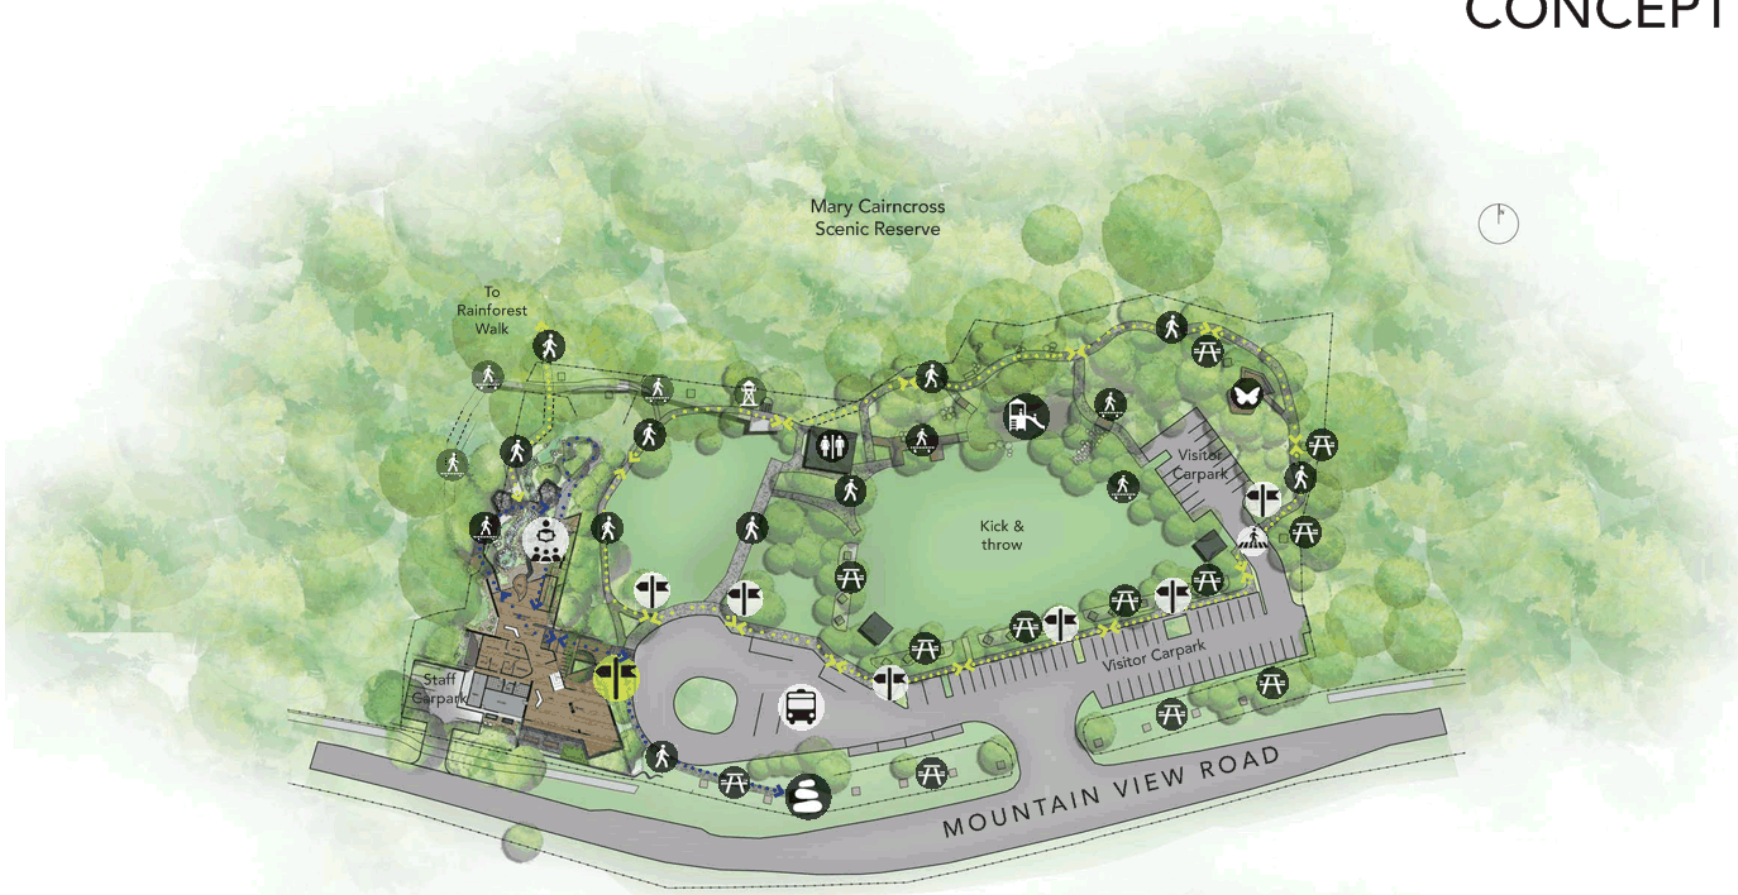 CONCEPT
Mary Cairncross
Scenic Reserve
To
Rainforest
Walk
Visitor
Carpark
Kick &
throw
Visitor Carpark
Staff
Carpark
MOUNTAIN VIEW ROAD